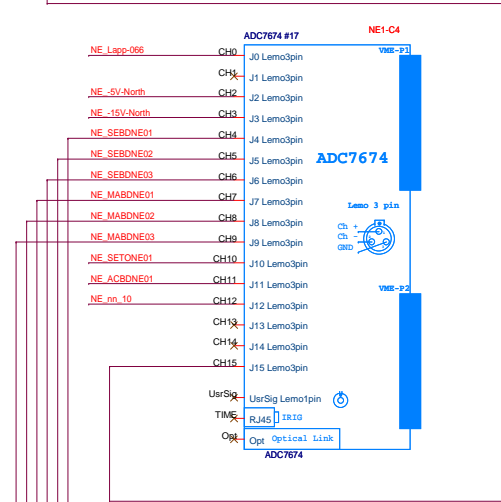 NE1-C4
ADC7674 #17
NE_Lapp-066 CH0 J0 Lemo3pin VME-P1
CH1 J1 Lemo3pin
NE_-5V-North CH2 J2 Lemo3pin
NE_-15V-North CH3 J3 Lemo3pin
NE_SEBDNE01 CH4 J4 Lemo3pin
NE_SEBDNE02 CH5 J5 Lemo3pin ADC7674
NE_SEBDNE03 CH6 J6 Lemo3pin
NE_MABDNE01 CH7 J7 Lemo3pin Lemo 3 pin
NE_MABDNE02 CH8 J8 Lemo3pin Ch +
NE_MABDNE03 CH9 J9 Lemo3pin Ch -
GND
NE_SETONE01 CH10 J10 Lemo3pin
NE_ACBDNE01 CH11 J11 Lemo3pin
VME-P2
NE_nn_10 CH12 J12 Lemo3pin
CH13 J13 Lemo3pin
CH14 J14 Lemo3pin
CH15 J15 Lemo3pin
UsrSig UsrSig Lemo1pin
TIME RJ45 IRIG
Opt Opt Optical Link
ADC7674